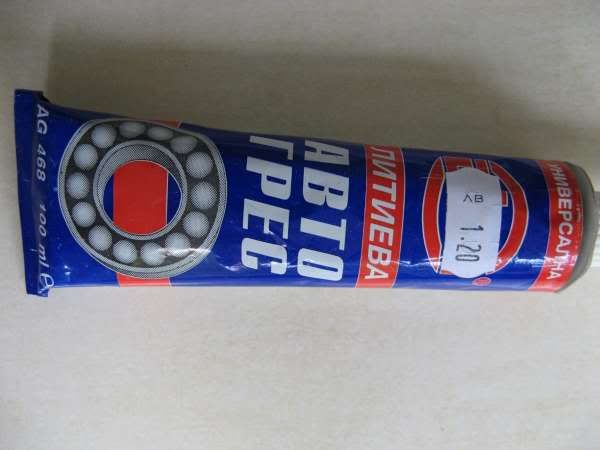 УНИВЕРСАЛНА
ЛВ
1.20
ЛИТИЕВА
АВТО
ГРЕС
AG 468 100 ml e